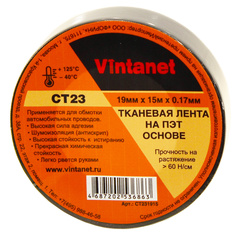 Vintanet
+ 125°C
- 40°C
CT23
19мм x 15м x 0.17мм
Применяется для обмотки
автомобильных проводов.
- Высокая сила адгезии
- Шумоизоляция (антискрип)
- Высокая стойкость к истиранию
- Прекрасная химическая
стойкость
- Легко рвется руками
ТКАНЕВАЯ ЛЕНТА
НА ПЭТ
ОСНОВЕ
www.vintanet.ru
Прочность на
растяжение
> 60 Н/см
4 687202 536863